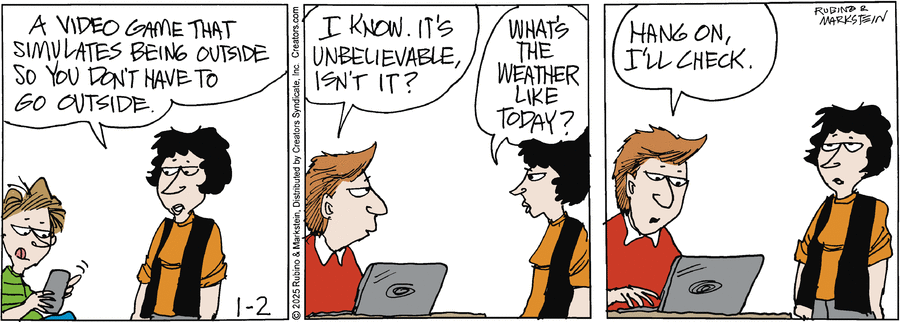 A VIDEO GAME THAT
SIMULATES BEING OUTSIDE
SO YOU DON'T HAVE TO
GO OUTSIDE.
1-2
© 2025 Rubino & Markstein, Distributed by Creators Syndicate, Inc. Creators.com
I KNOW. IT'S
UNBELIEVABLE,
ISN'T IT?
WHAT'S
THE
WEATHER
LIKE
TODAY?
HANG ON,
I'LL CHECK.
RUBINO &
MARKSTEIN